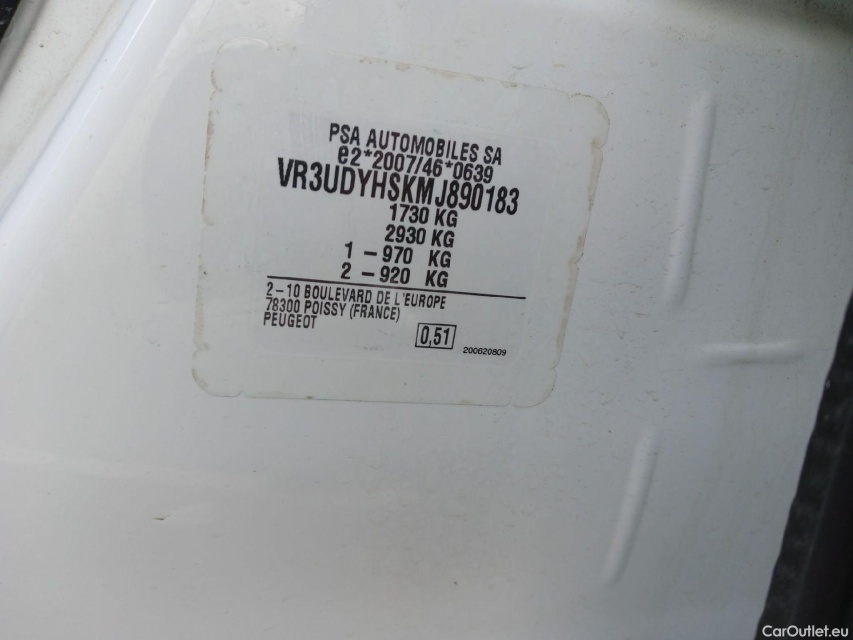 PSA AUTOMOBILES SA
e2*2007/46*0639
VR3UDYHSKMJ890183
1730 KG
2930 KG
1 - 970 KG
2 - 920 KG
2-10 BOULEVARD DE L'EUROPE
78300 POISSY (FRANCE)
PEUGEOT
0,51
200620809
CarOutlet.eu